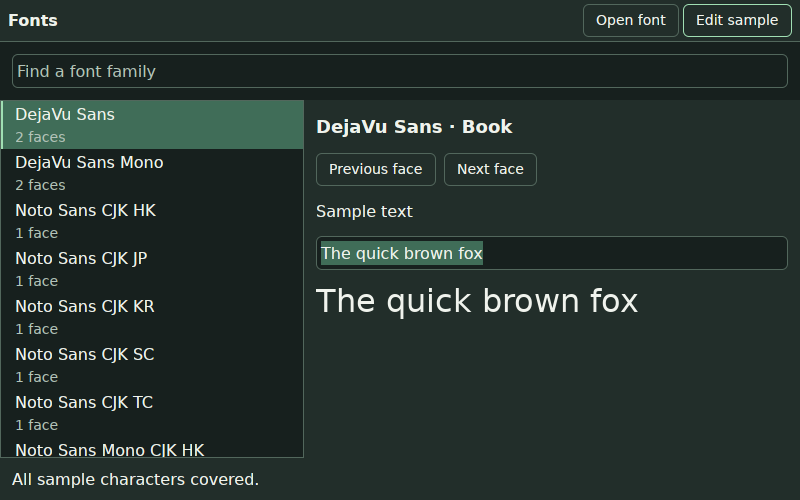 Fonts
Open font
Edit sample
Find a font family
DejaVu Sans
2 faces
DejaVu Sans Mono
2 faces
Noto Sans CJK HK
1 face
Noto Sans CJK JP
1 face
Noto Sans CJK KR
1 face
Noto Sans CJK SC
1 face
Noto Sans CJK TC
1 face
Noto Sans Mono CJK HK
DejaVu Sans · Book
Previous face
Next face
Sample text
The quick brown fox
The quick brown fox
All sample characters covered.